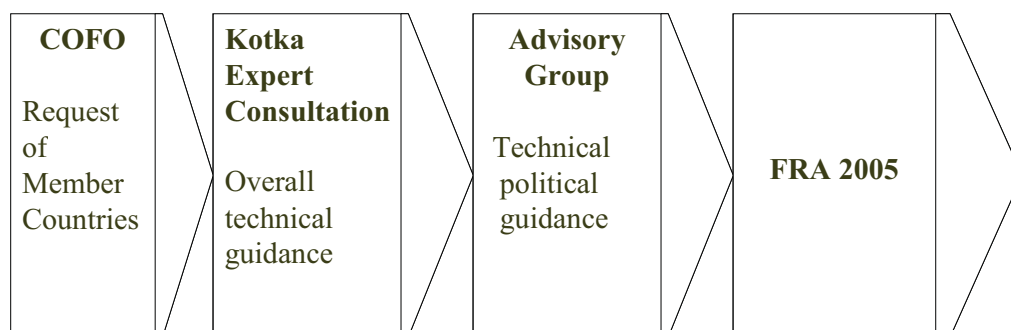 COFO
Request
of
Member
Countries
Kotka
Expert
Consultation
Overall
technical
guidance
Advisory
Group
Technical
political
guidance
FRA 2005